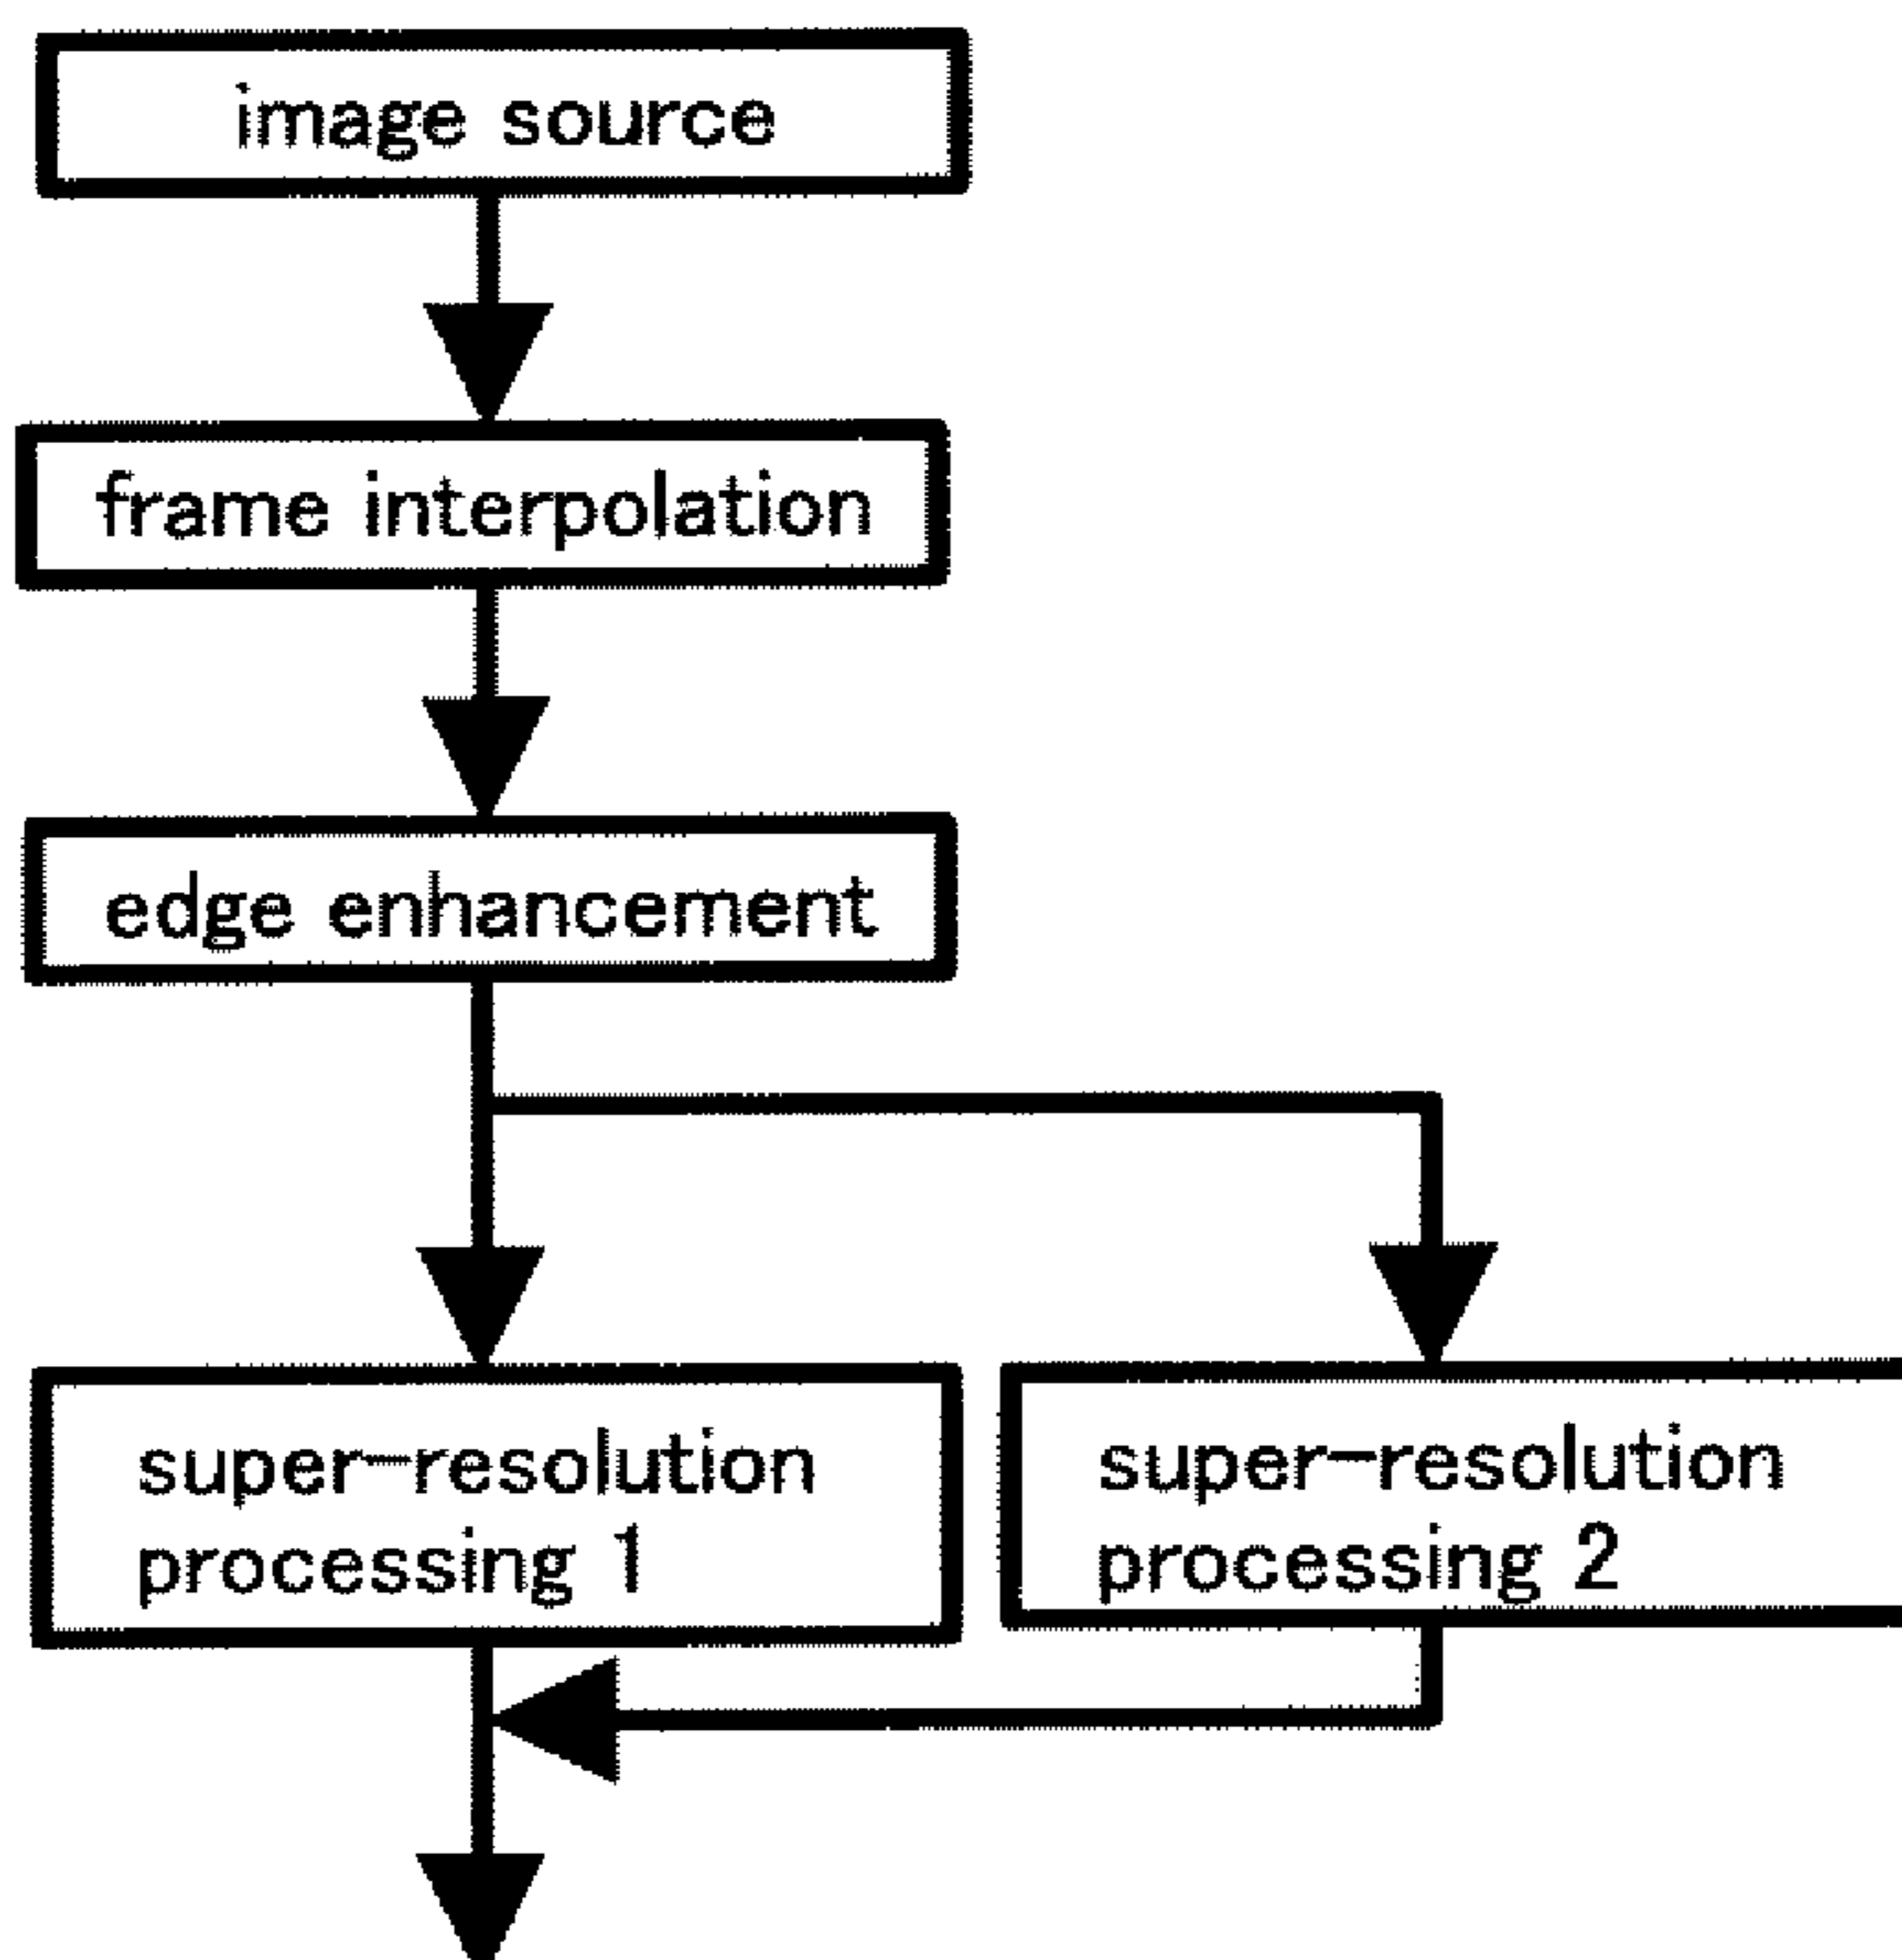 image source
frame interpolation
edge enhancement
super-resolution
processing 1
super-resolution
processing 2